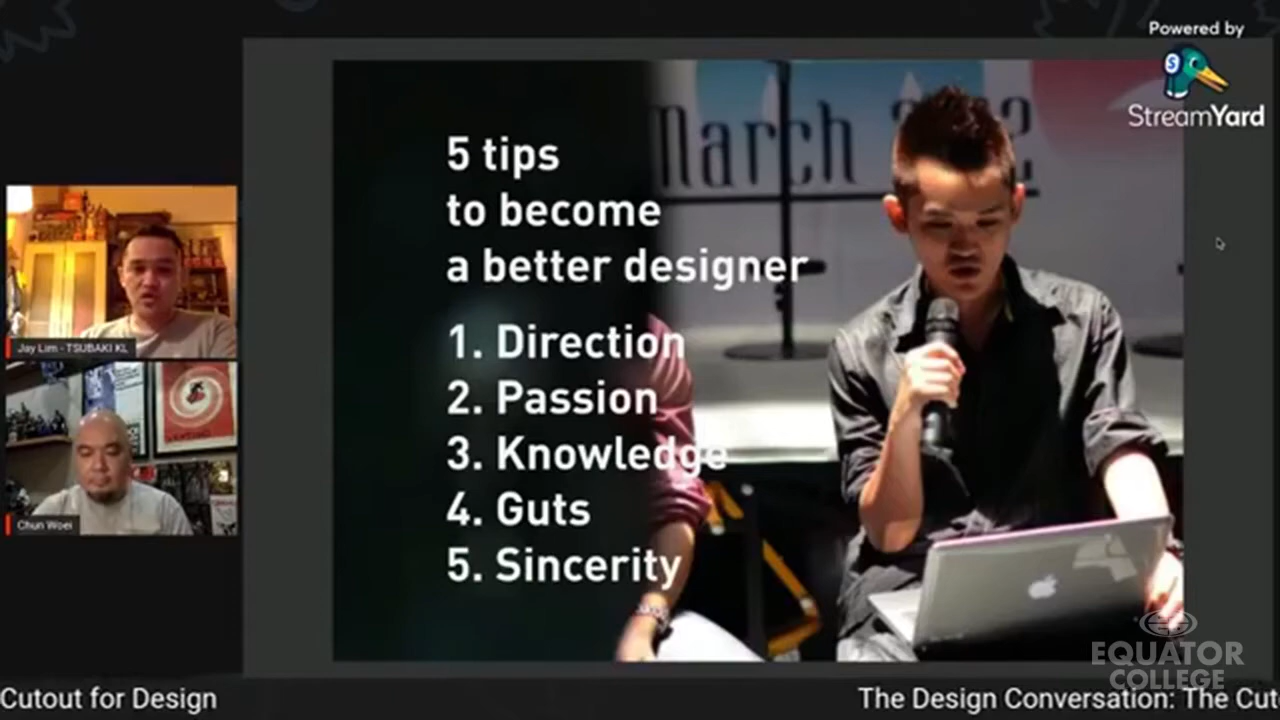 Powered by
StreamYard
March
5 tips
to become
a better designer
1. Direction
2. Passion
3. Knowledge
4. Guts
5. Sincerity
Jay Lim - TSUBAKI KL
Chun Woei
EQUATOR
COLLEGE
Cutout for Design
The Design Conversation: The Cut